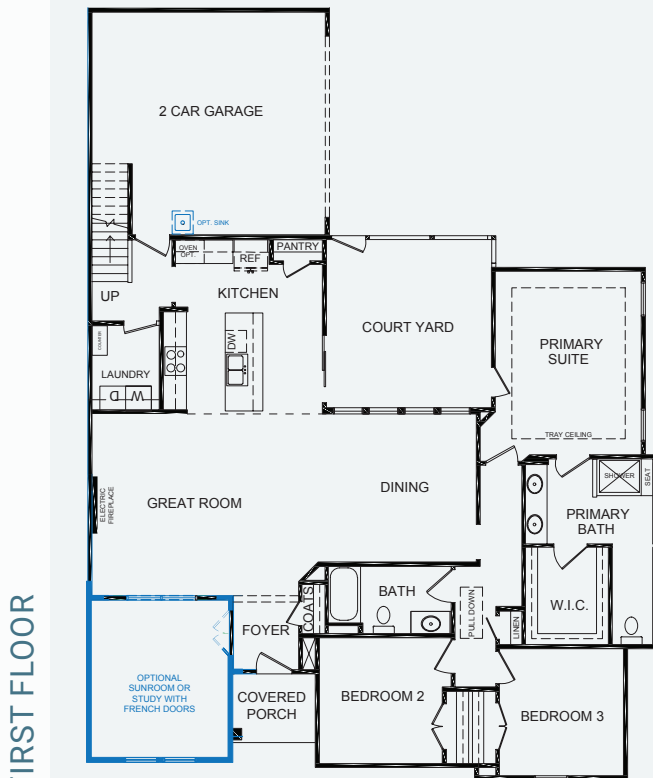 2 CAR GARAGE
OPT. SINK
OVEN
OPT.
REF
PANTRY
UP
KITCHEN
COURT YARD
PRIMARY
SUITE
TRAY CEILING
COUNTER
DW
LAUNDRY
D
W
ELECTRIC
FIREPLACE
GREAT ROOM
DINING
SHOWER
SEAT
PRIMARY
BATH
BATH
COATS
PULL DOWN
LINEN
W.I.C.
FOYER
OPTIONAL
SUNROOM OR
STUDY WITH
FRENCH DOORS
COVERED
PORCH
BEDROOM 2
BEDROOM 3
FIRST FLOOR